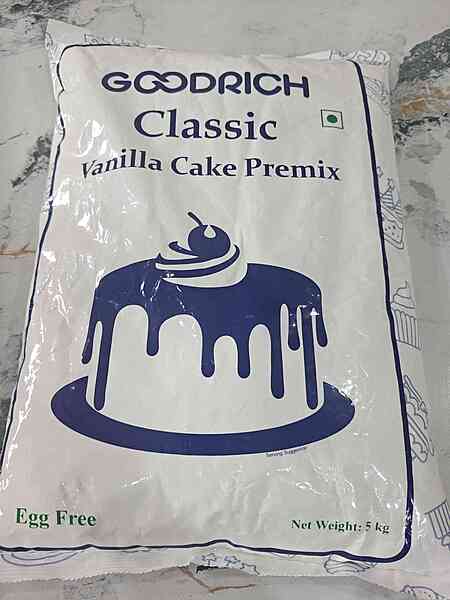 GOODRICH
Classic
Vanilla Cake Premix
Serving Suggestion
Egg Free
Net Weight: 5 kg